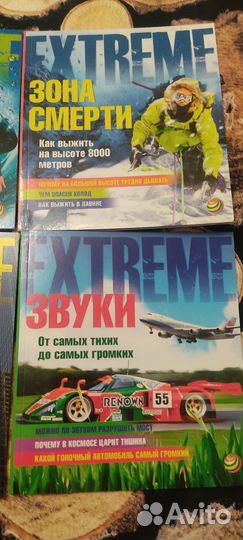 EXTREME
ЗОНА
СМЕРТИ
Как выжить
на высоте 8000
метров
ПОЧЕМУ НА БОЛЬШОЙ ВЫСОТЕ ТРУДНО ДЫШАТЬ
ЧЕМ ОПАСЕН ХОЛОД
КАК ВЫЖИТЬ В ЛАВИНЕ
EXTREME
ЗВУКИ
От самых тихих
до самых громких
RENOWN 55
МОЖНО ЛИ ЗВУКОМ РАЗРУШИТЬ МОСТ
ПОЧЕМУ В КОСМОСЕ ЦАРИТ ТИШИНА
КАКОЙ ГОНОЧНЫЙ АВТОМОБИЛЬ САМЫЙ ГРОМКИЙ
Avito